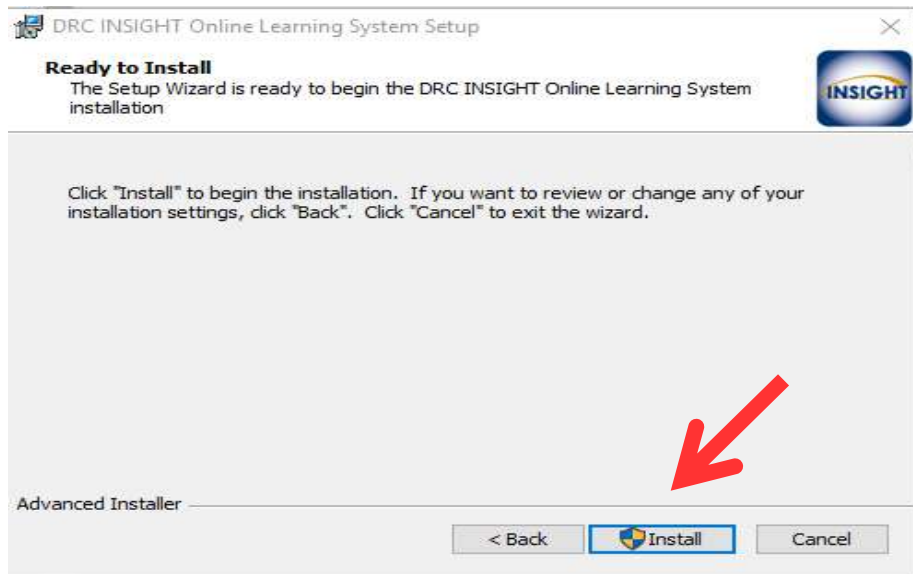 DRC INSIGHT Online Learning System Setup
Ready to Install
The Setup Wizard is ready to begin the DRC INSIGHT Online Learning System
installation
INSIGHT
Click "Install" to begin the installation. If you want to review or change any of your
installation settings, click "Back". Click "Cancel" to exit the wizard.
Advanced Installer
< Back
Install
Cancel